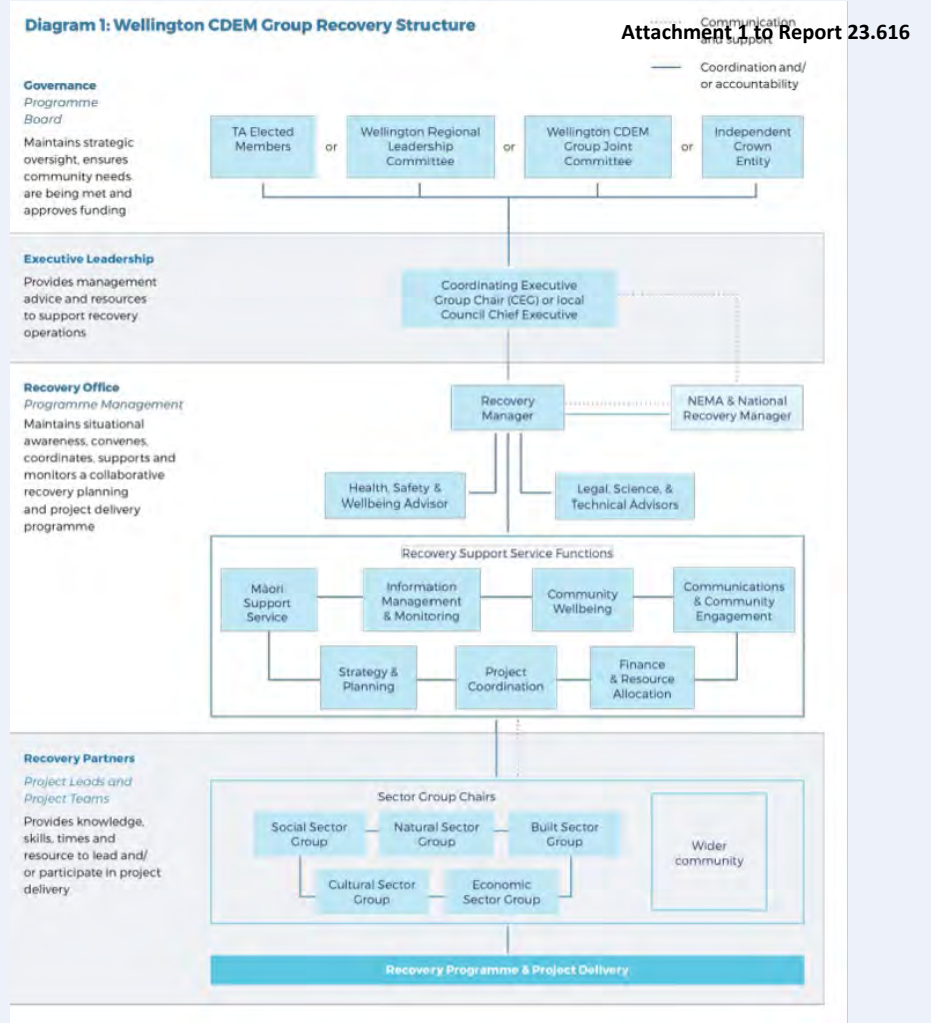 Diagram 1: Wellington CDEM Group Recovery Structure
Attachment 1 to Report 23.616
Communication
and support
Coordination and/
or accountability
Governance
Programme
Board
Maintains strategic
oversight, ensures
community needs
are being met and
approves funding
TA Elected
Members
or
Wellington Regional
Leadership
Committee
or
Wellington CDEM
Group Joint
Committee
or
Independent
Crown
Entity
Executive Leadership
Provides management
advice and resources
to support recovery
operations
Coordinating Executive
Group Chair (CEG) or local
Council Chief Executive
Recovery Office
Programme Management
Maintains situational
awareness, convenes,
coordinates, supports and
monitors a collaborative
recovery planning
and project delivery
programme
Recovery
Manager
NEMA & National
Recovery Manager
Health, Safety &
Wellbeing Advisor
Legal, Science, &
Technical Advisors
Recovery Support Service Functions
Māori
Support
Service
Information
Management
& Monitoring
Community
Wellbeing
Communications
& Community
Engagement
Strategy &
Planning
Project
Coordination
Finance
& Resource
Allocation
Recovery Partners
Project Leads and
Project Teams
Provides knowledge,
skills, times and
resource to lead and/
or participate in project
delivery
Sector Group Chairs
Social Sector
Group
Natural Sector
Group
Built Sector
Group
Cultural Sector
Group
Economic
Sector Group
Wider
community
Recovery Programme & Project Delivery